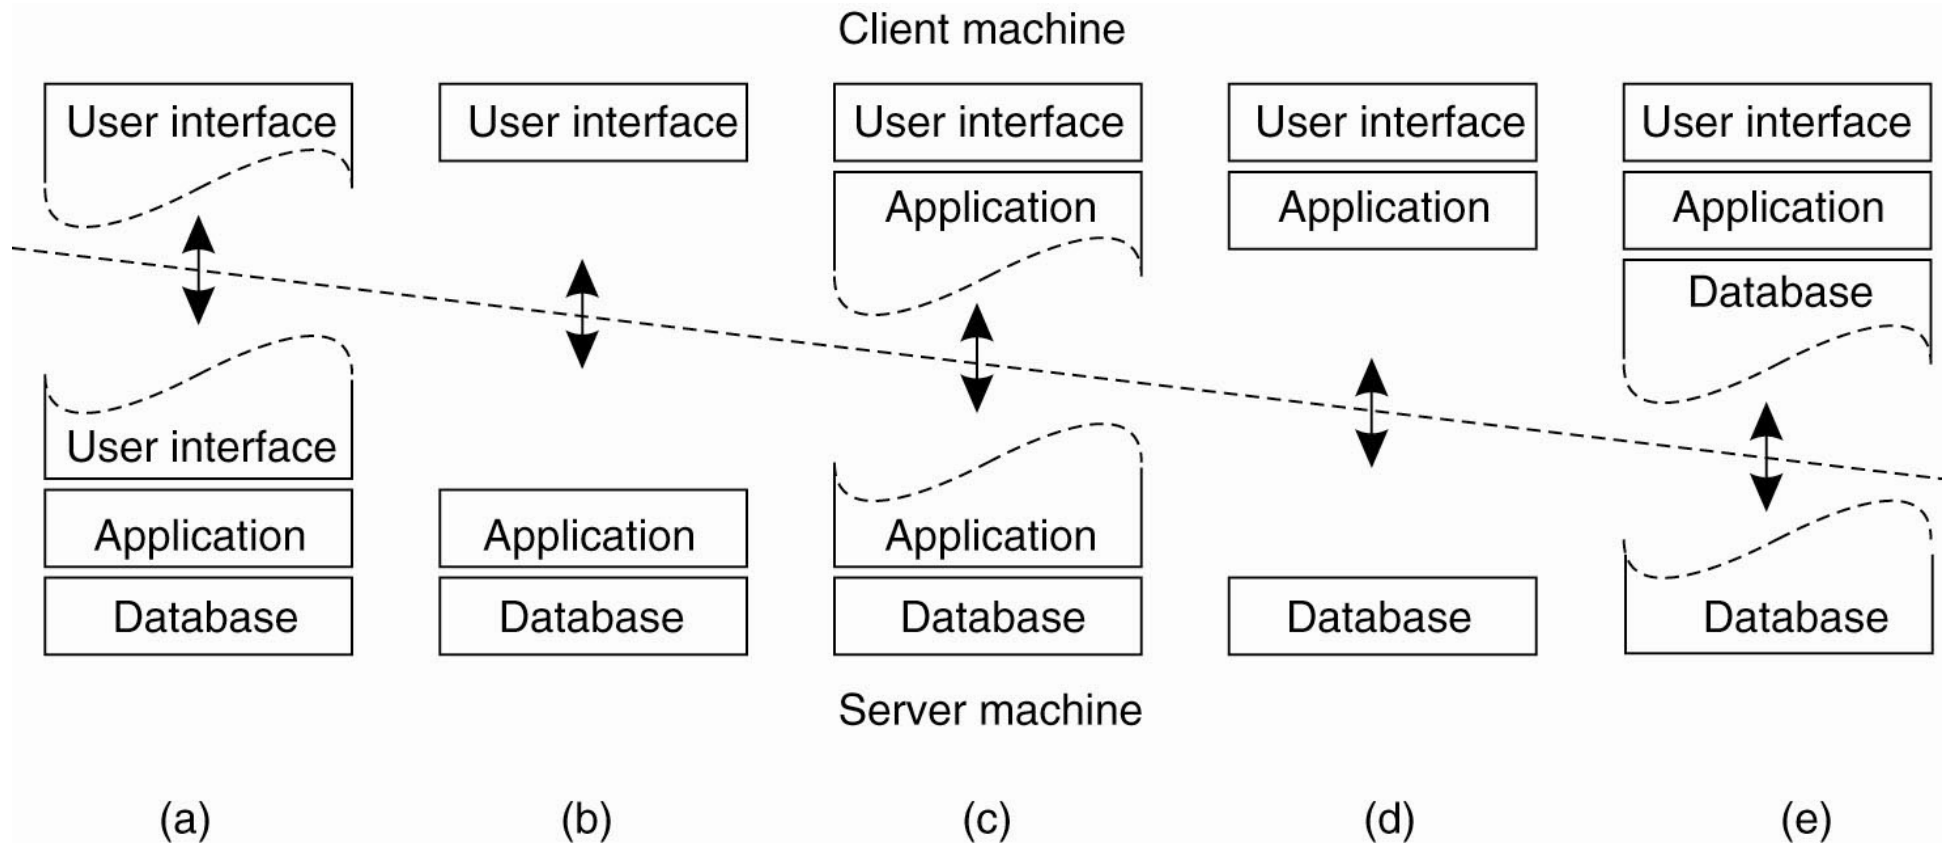 Client machine
User interface
User interface
User interface
User interface
User interface
Application
Application
Application
Database
User interface
Application
Application
Application
Database
Database
Database
Database
Database
Server machine
(a)
(b)
(c)
(d)
(e)